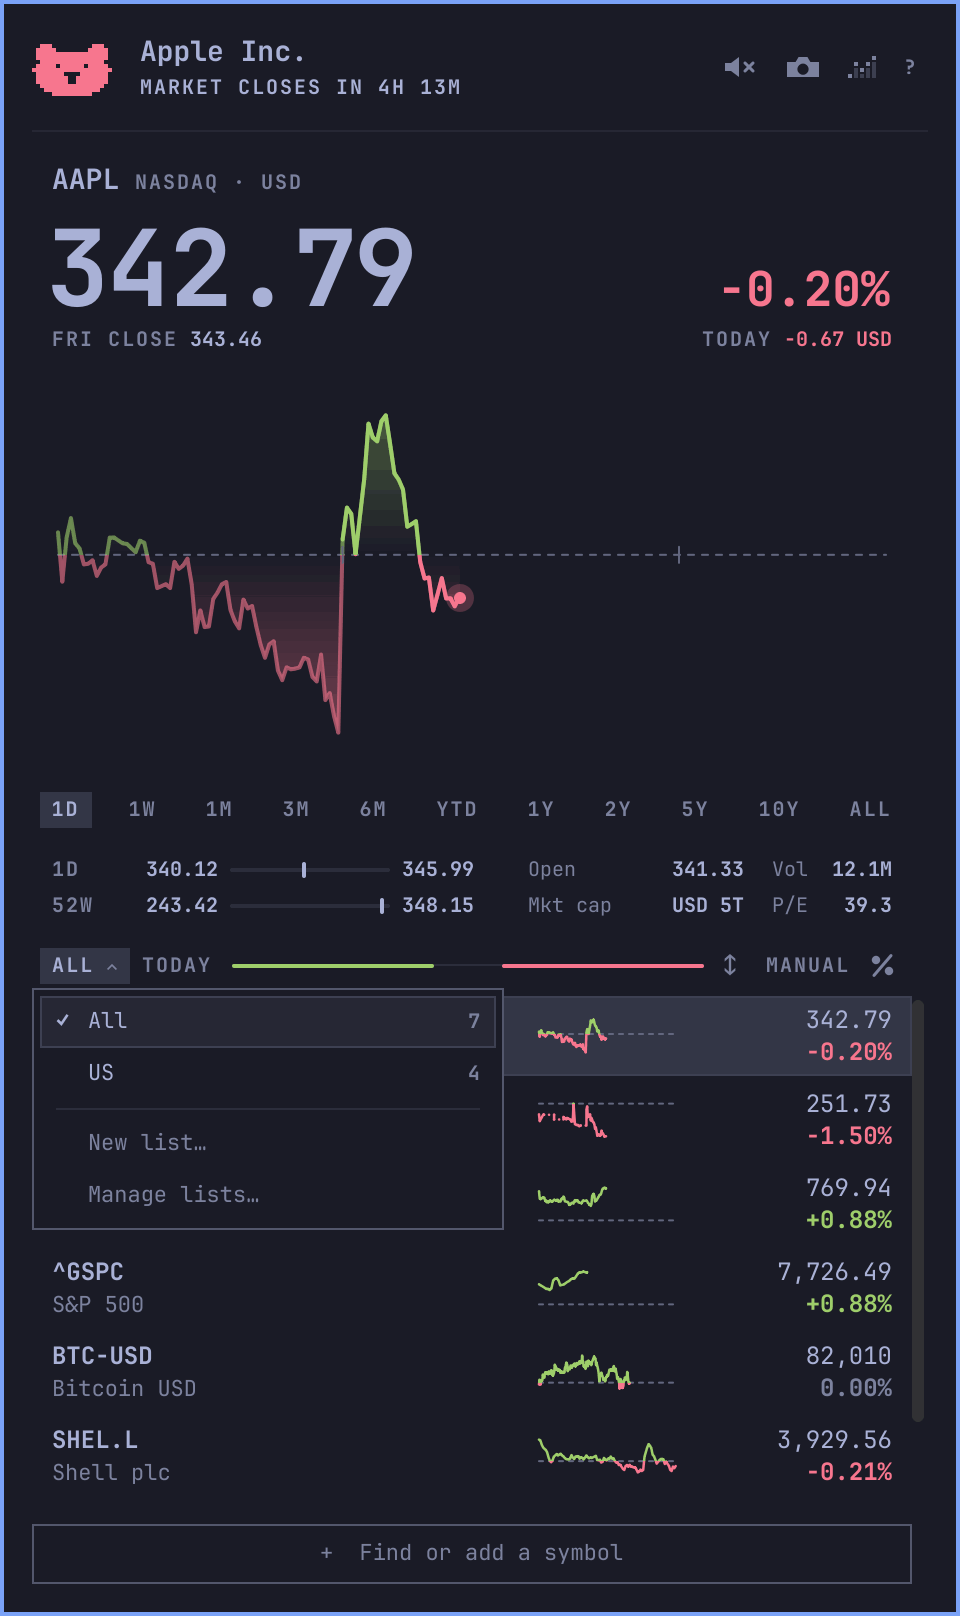 Apple Inc.
MARKET CLOSES IN 4H 13M
?
AAPL NASDAQ · USD
342.79
-0.20%
FRI CLOSE 343.46
TODAY -0.67 USD
1D 1W 1M 3M 6M YTD 1Y 2Y 5Y 10Y ALL
1D 340.12 345.99 Open 341.33 Vol 12.1M
52W 243.42 348.15 Mkt cap USD 5T P/E 39.3
ALL TODAY MANUAL %
All 7
US 4
New list…
Manage lists…
342.79
-0.20%
251.73
-1.50%
769.94
+0.88%
^GSPC 7,726.49
S&P 500 +0.88%
BTC-USD 82,010
Bitcoin USD 0.00%
SHEL.L 3,929.56
Shell plc -0.21%
+ Find or add a symbol